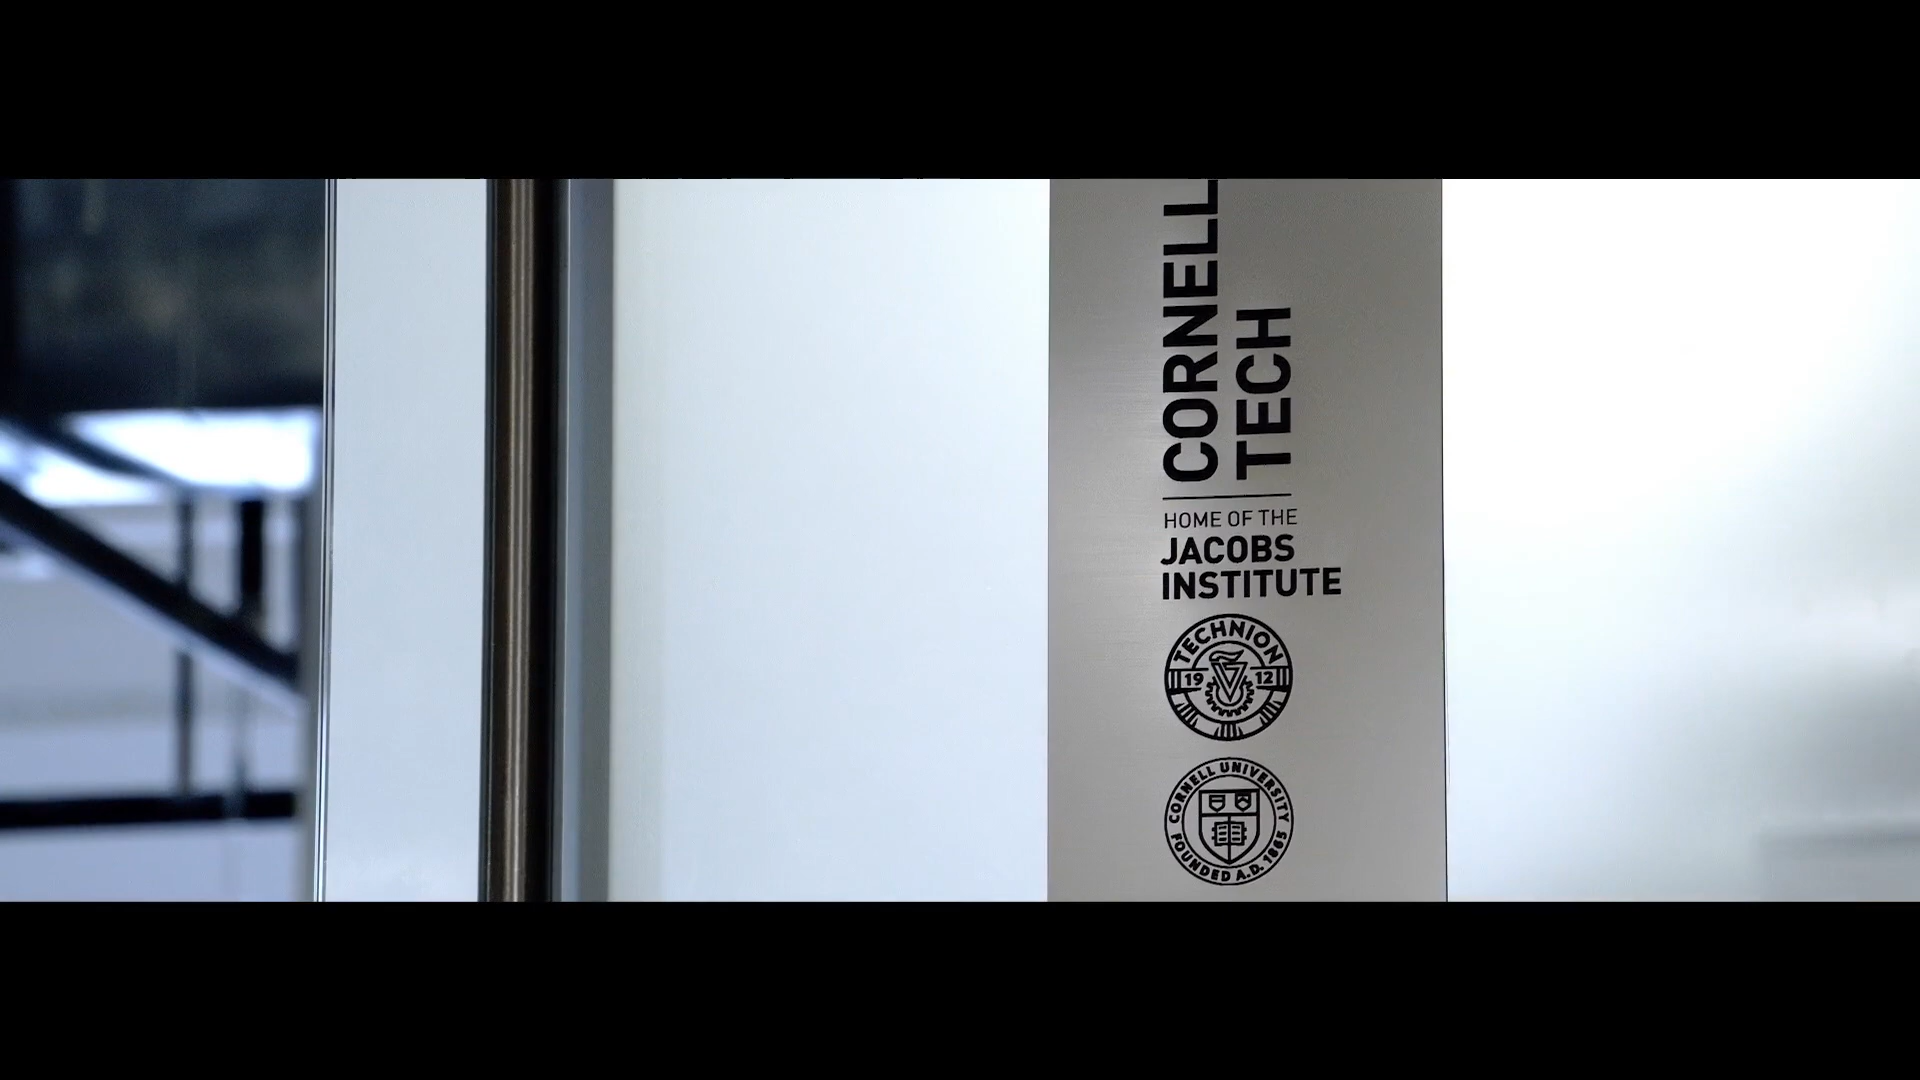 CORNELL
TECH
HOME OF THE
JACOBS
INSTITUTE
TECHNION
19 12
CORNELL UNIVERSITY
FOUNDED A.D. 1865